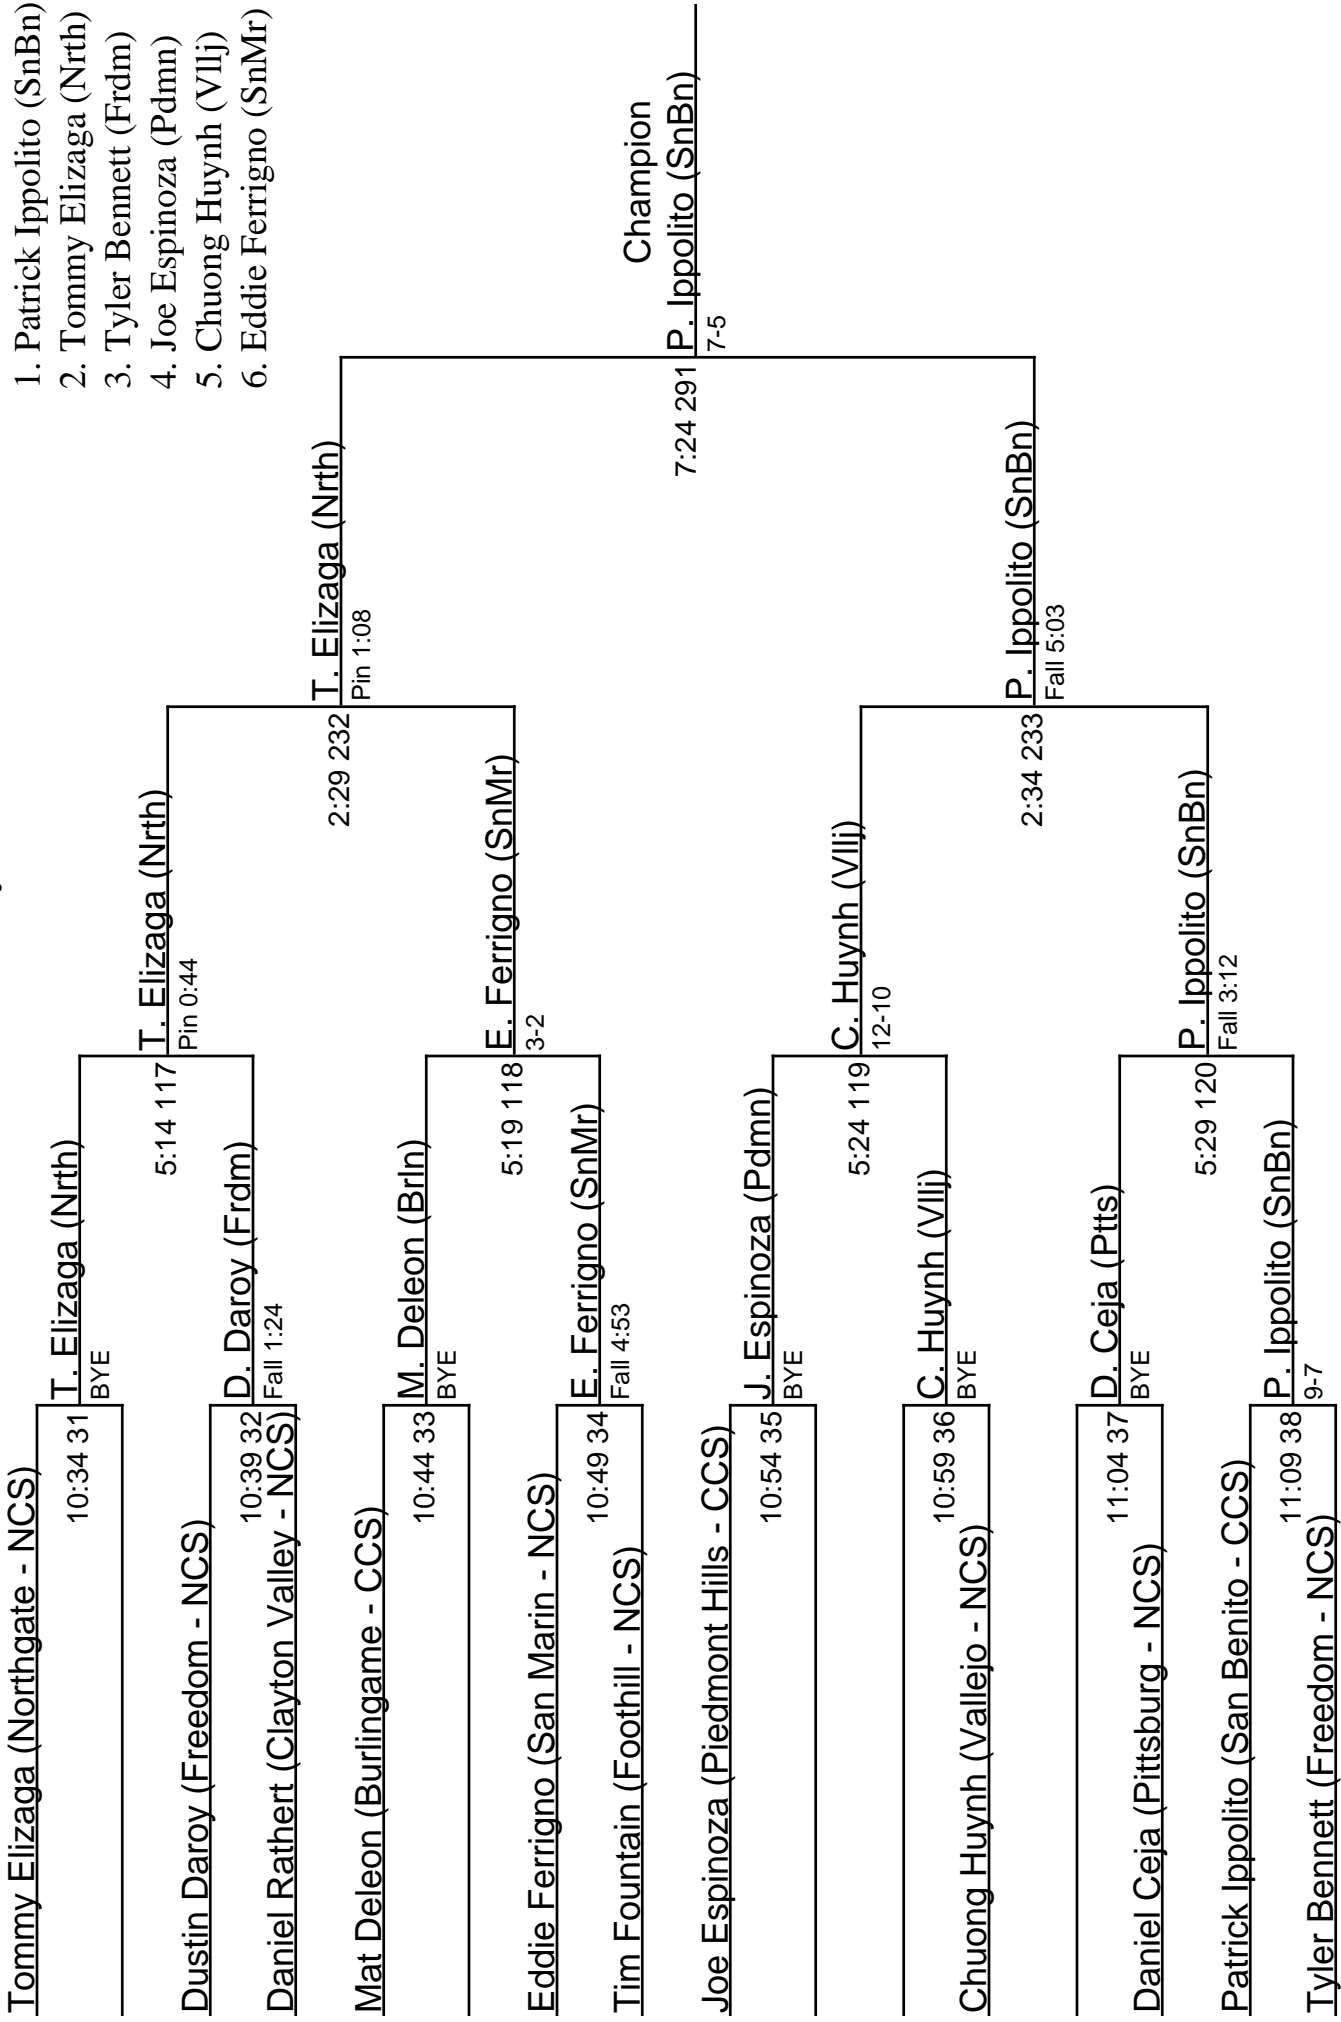 1. Patrick Ippolito (SnBn)
2. Tommy Elizaga (Nrth)
3. Tyler Bennett (Frdm)
4. Joe Espinoza (Pdmn)
5. Chuong Huynh (Vllj)
6. Eddie Ferrigno (SnMr)
Tommy Elizaga (Northgate - NCS)
10:34 31
Dustin Daroy (Freedom - NCS)
10:39 32
Daniel Rathert (Clayton Valley - NCS)
Mat Deleon (Burlingame - CCS)
10:44 33
Eddie Ferrigno (San Marin - NCS)
10:49 34
Tim Fountain (Foothill - NCS)
Joe Espinoza (Piedmont Hills - CCS)
10:54 35
10:59 36
Chuong Huynh (Vallejo - NCS)
11:04 37
Daniel Ceja (Pittsburg - NCS)
Patrick Ippolito (San Benito - CCS)
11:09 38
Tyler Bennett (Freedom - NCS)
T. Elizaga (Nrth)
BYE
5:14 117
D. Daroy (Frdm)
Fall 1:24
M. Deleon (Brln)
BYE
5:19 118
E. Ferrigno (SnMr)
Fall 4:53
J. Espinoza (Pdmn)
BYE
5:24 119
C. Huynh (Vllj)
BYE
D. Ceja (Ptts)
BYE
5:29 120
P. Ippolito (SnBn)
9-7
T. Elizaga (Nrth)
Pin 0:44
2:29 232
E. Ferrigno (SnMr)
3-2
C. Huynh (Vllj)
12-10
2:34 233
P. Ippolito (SnBn)
Fall 3:12
T. Elizaga (Nrth)
Pin 1:08
7:24 291
P. Ippolito (SnBn)
Fall 5:03
Champion
P. Ippolito (SnBn)
7-5